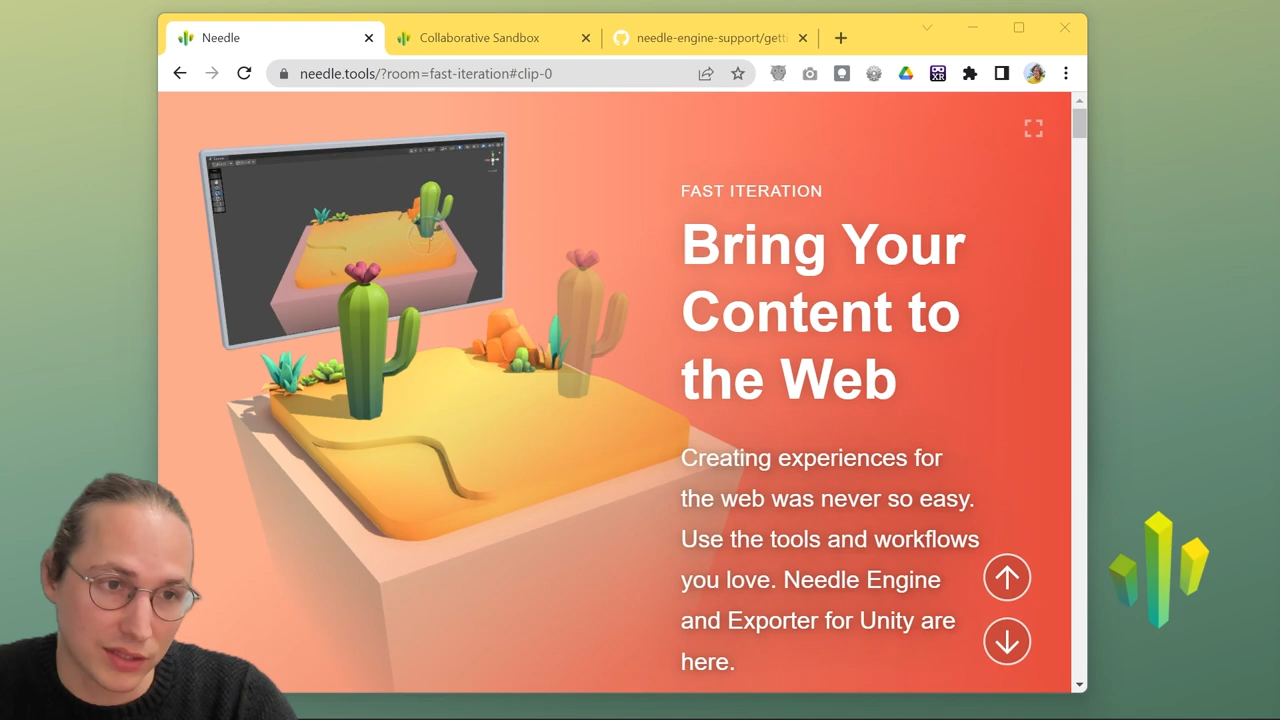 Needle
Collaborative Sandbox
needle-engine-support/getti
needle.tools/?room=fast-iteration#clip-0
XR
FAST ITERATION
Bring Your
Content to
the Web
Creating experiences for
the web was never so easy.
Use the tools and workflows
you love. Needle Engine
and Exporter for Unity are
here.